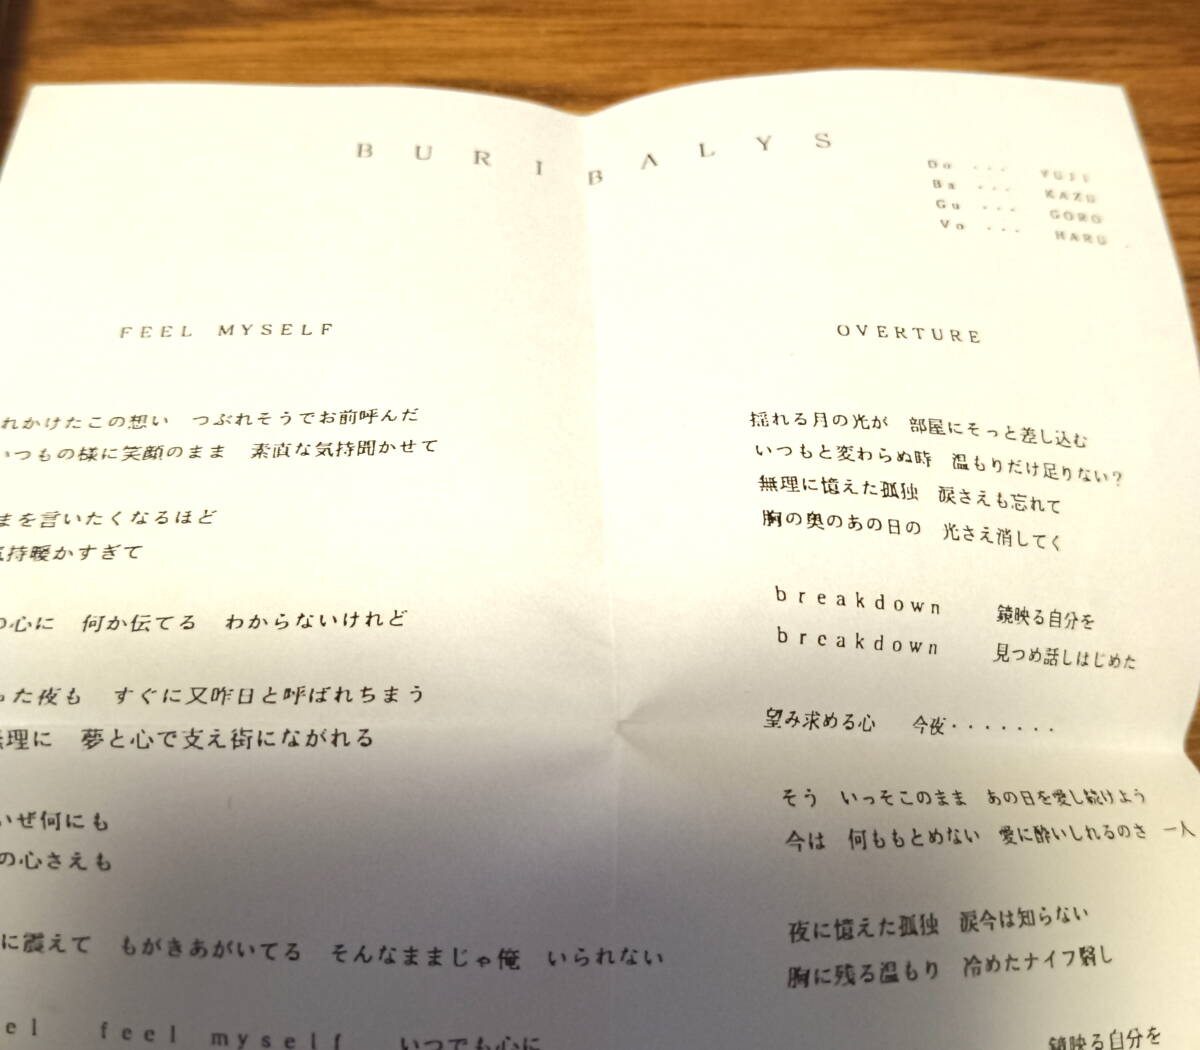 BURIBALYS
Do ... YUJI
Ba ... KAZU
Gu ... GORO
Vo ... HARU
FEEL MYSELF
れかけたこの想い　つぶれそうでお前呼んだ
いつもの様に笑顔のまま　素直な気持聞かせて
まを言いたくなるほど
気持暖かすぎて
の心に　何か伝てる　わからないけれど
った夜も　すぐに又昨日と呼ばれちまう
無理に　夢と心で支え街にながれる
いぜ何にも
の心さえも
に震えて　もがきあがいてる　そんなままじゃ俺　いられない
el　feel myself　いつでも心に
OVERTURE
揺れる月の光が　部屋にそっと差し込む
いつもと変わらぬ時　温もりだけ足りない？
無理に憶えた孤独　涙さえも忘れて
胸の奥のあの日の　光さえ消してく
breakdown　鏡映る自分を
breakdown　見つめ話しはじめた
望み求める心　今夜・・・・・・・
そう　いっそこのまま　あの日を愛し続けよう
今は　何ももとめない　愛に酔いしれるのさ　一人
夜に憶えた孤独　涙今は知らない
胸に残る温もり　冷めたナイフ翳し
鏡映る自分を